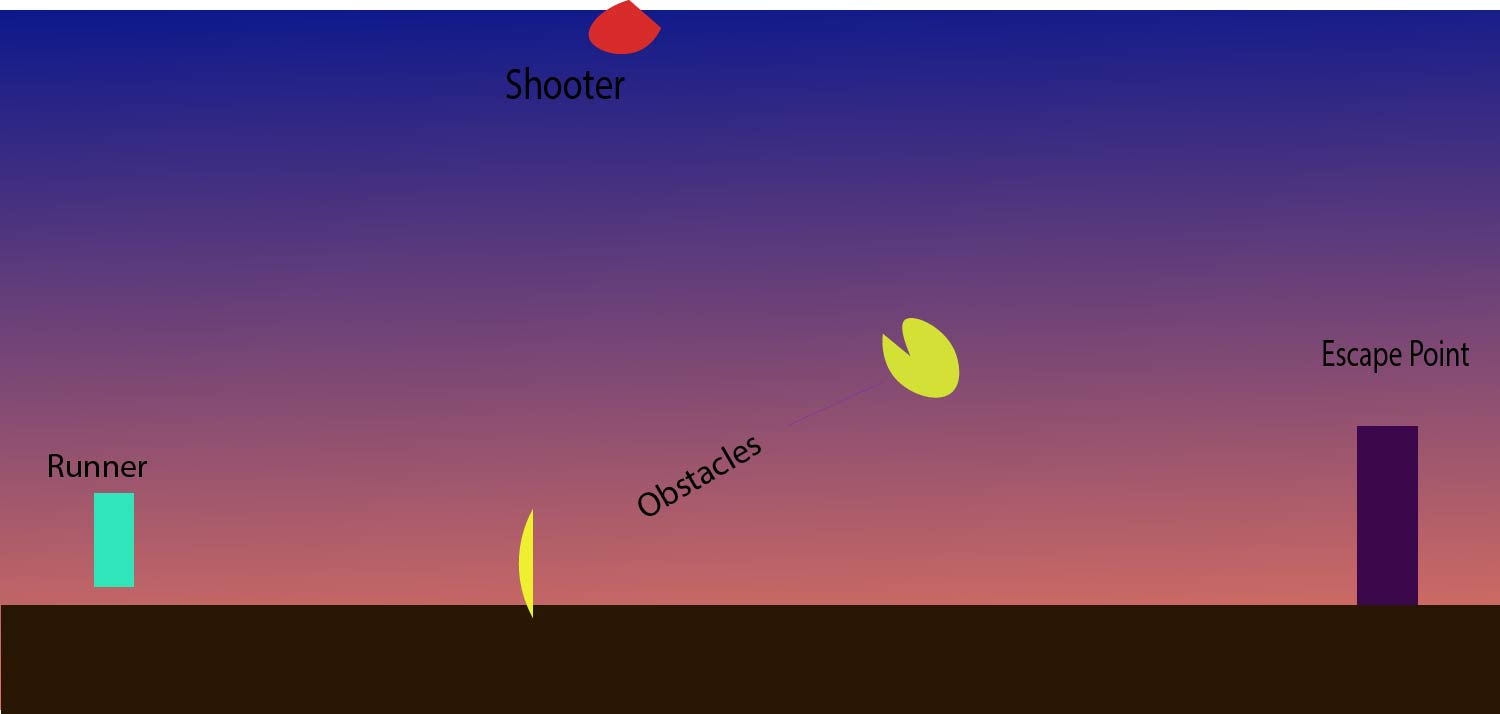 Shooter
Escape Point
Runner
Obstacles